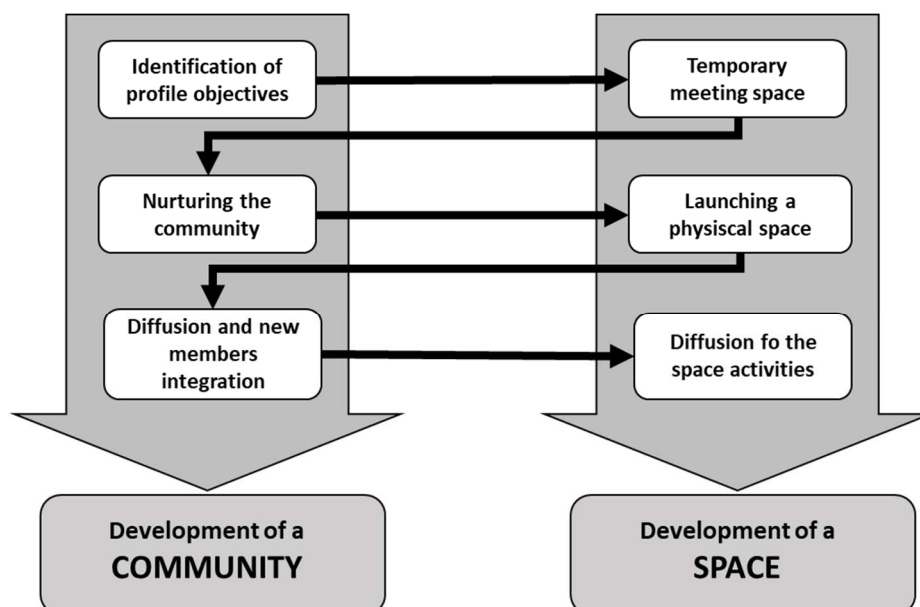 Identification of
profile objectives
Temporary
meeting space
Nurturing the
community
Launching a
physiscal space
Diffusion and new
members
integration
Diffusion fo the
space activities
Development of a
COMMUNITY
Development of a
SPACE